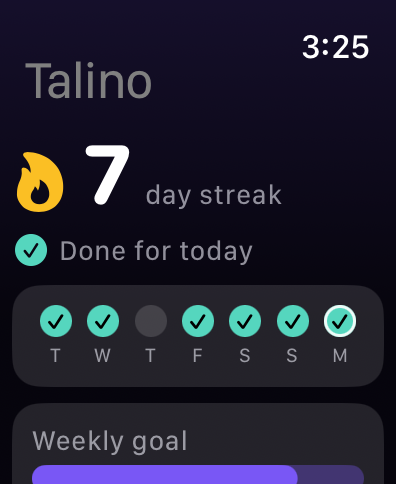 3:25
Talino
7 day streak
Done for today
T W T F S S M
Weekly goal